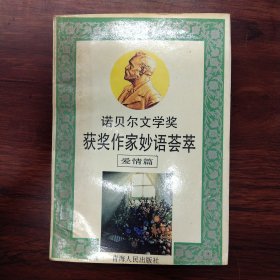 诺贝尔文学奖
获奖作家妙语荟萃
爱情篇
青海人民出版社